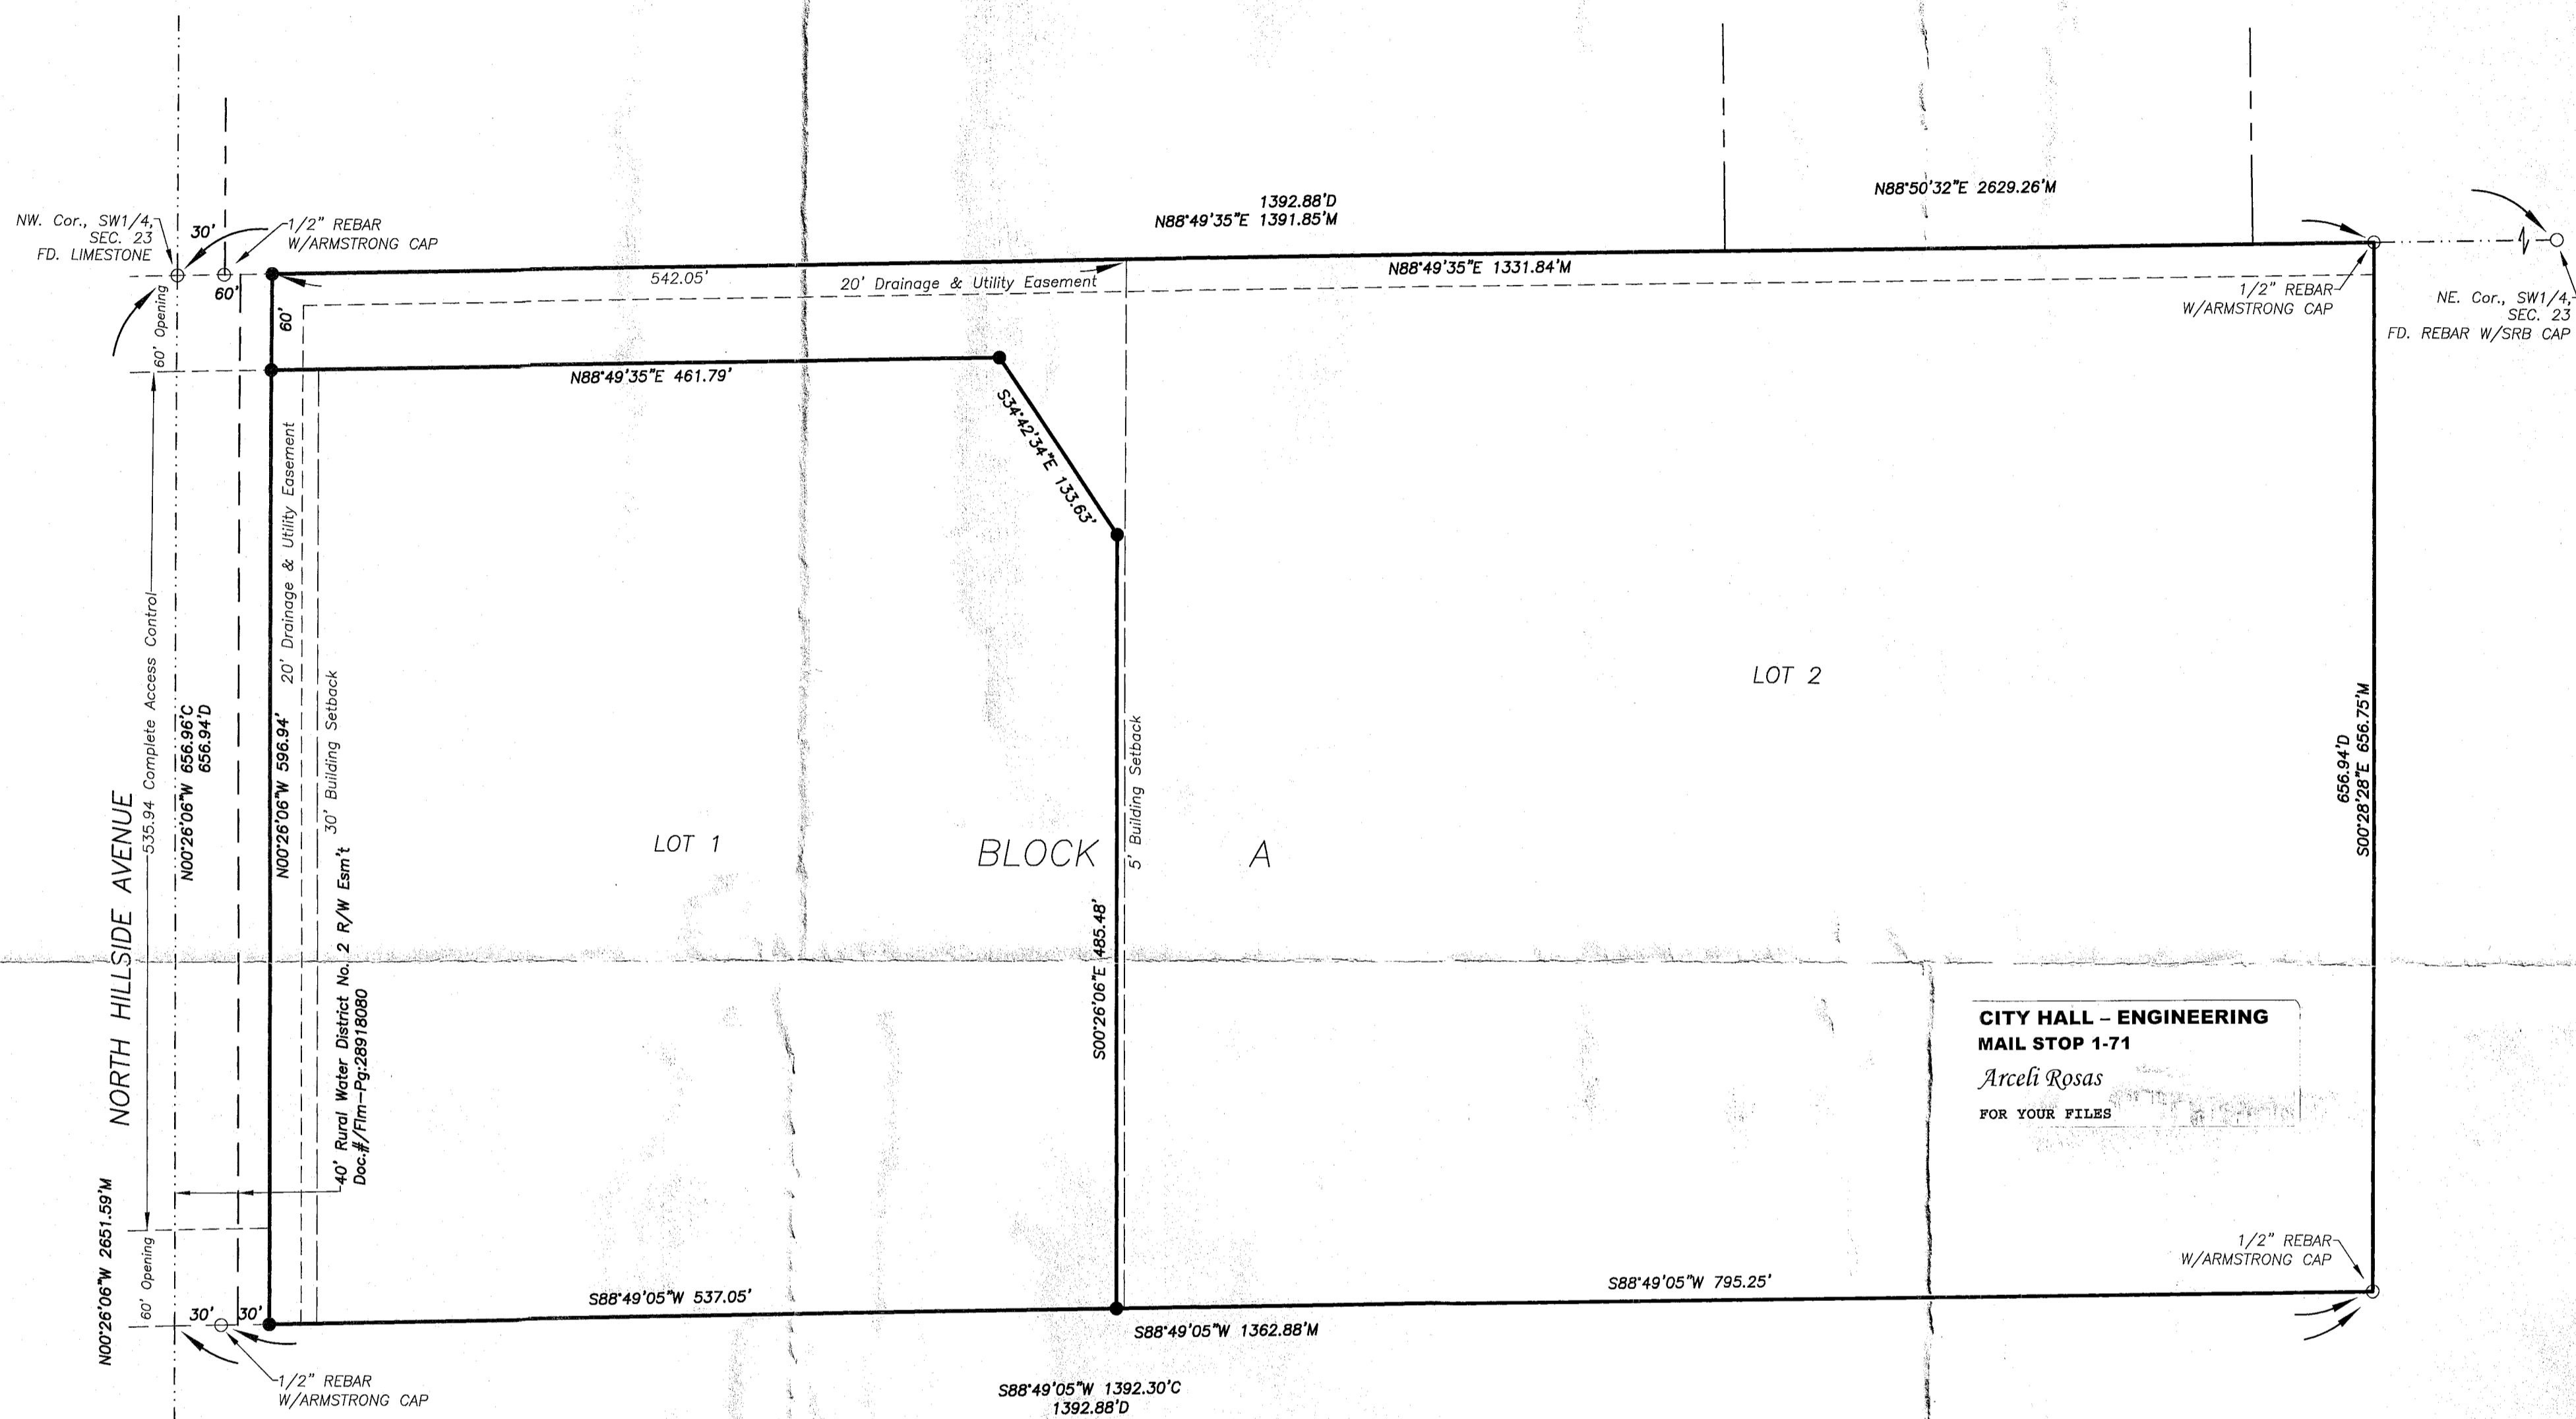 1392.88'D
N88°49'35"E 1391.85'M
N88°50'32"E 2629.26'M
NW. Cor., SW1/4,
SEC. 23
FD. LIMESTONE
30'
1/2" REBAR
W/ARMSTRONG CAP
60'
542.05'
20' Drainage & Utility Easement
N88°49'35"E 1331.84'M
1/2" REBAR
W/ARMSTRONG CAP
NE. Cor., SW1/4,
SEC. 23
FD. REBAR W/SRB CAP
60' Opening
60'
N88°49'35"E 461.79'
S34°42'34"E 133.63'
20' Drainage & Utility Easement
535.94 Complete Access Control
N00°26'06"W 656.96'C
656.94'D
N00°26'06"W 596.94'
30' Building Setback
NORTH HILLSIDE AVENUE
40' Rural Water District No. 2 R/W Esm't
Doc.#/Flm-Pg:28918080
LOT 1
BLOCK A
5' Building Setback
S00°26'06"E 485.48'
LOT 2
656.94'D
S00°28'28"E 656.75'M
CITY HALL – ENGINEERING
MAIL STOP 1-71
Arceli Rosas
FOR YOUR FILES
N00°26'06"W 2651.59'M
60' Opening
30'
30'
1/2" REBAR
W/ARMSTRONG CAP
S88°49'05"W 537.05'
S88°49'05"W 795.25'
1/2" REBAR
W/ARMSTRONG CAP
S88°49'05"W 1362.88'M
S88°49'05"W 1392.30'C
1392.88'D